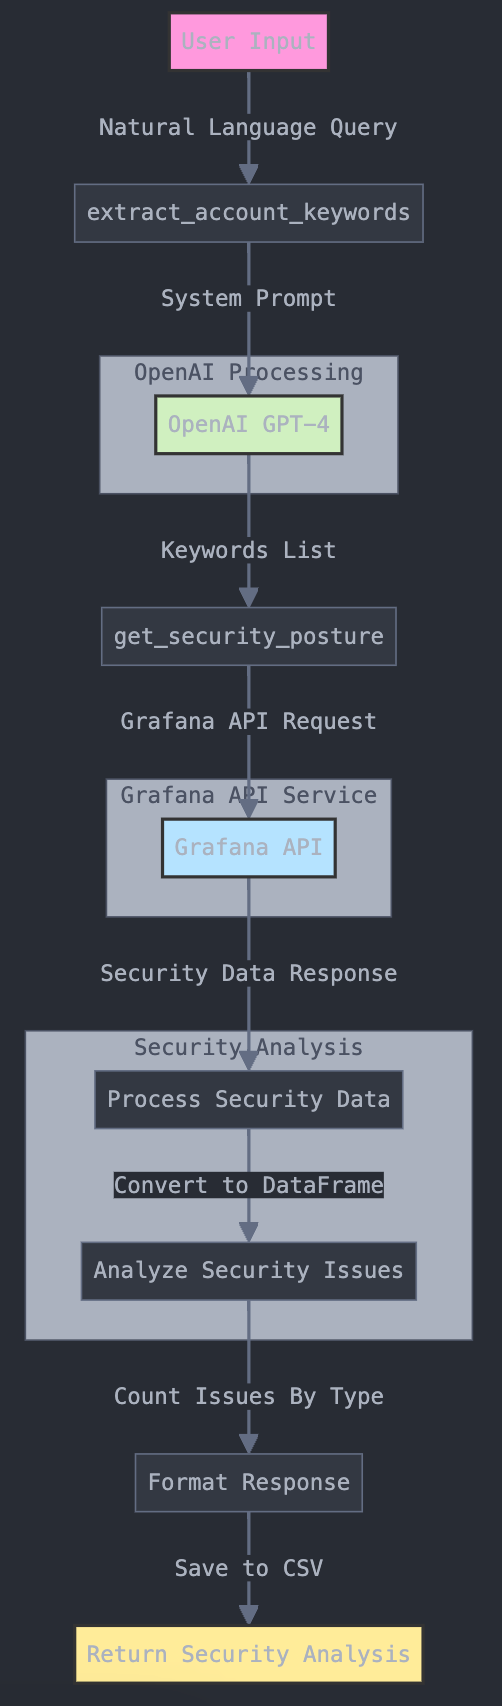 User Input
Natural Language Query
extract_account_keywords
System Prompt
OpenAI Processing
OpenAI GPT-4
Keywords List
get_security_posture
Grafana API Request
Grafana API Service
Grafana API
Security Data Response
Security Analysis
Process Security Data
Convert to DataFrame
Analyze Security Issues
Count Issues By Type
Format Response
Save to CSV
Return Security Analysis